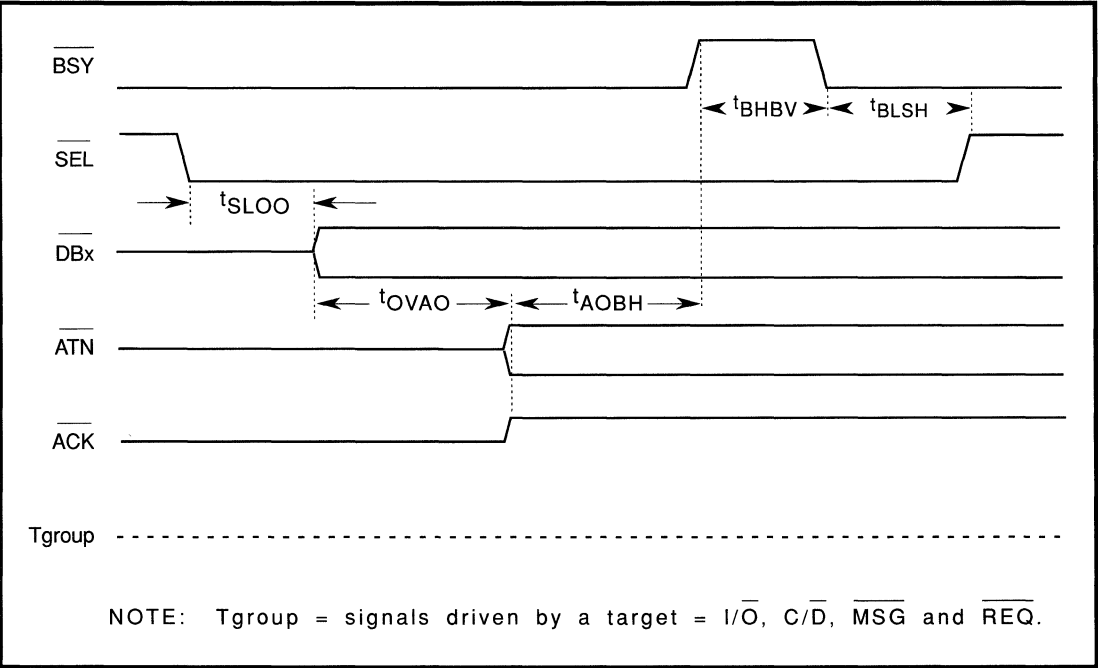 BSY
tBHBV tBLSH
SEL
tSLOO
DBx
tOVAO tAOBH
ATN
ACK
Tgroup
NOTE: Tgroup = signals driven by a target = I/O, C/D, MSG and REQ.